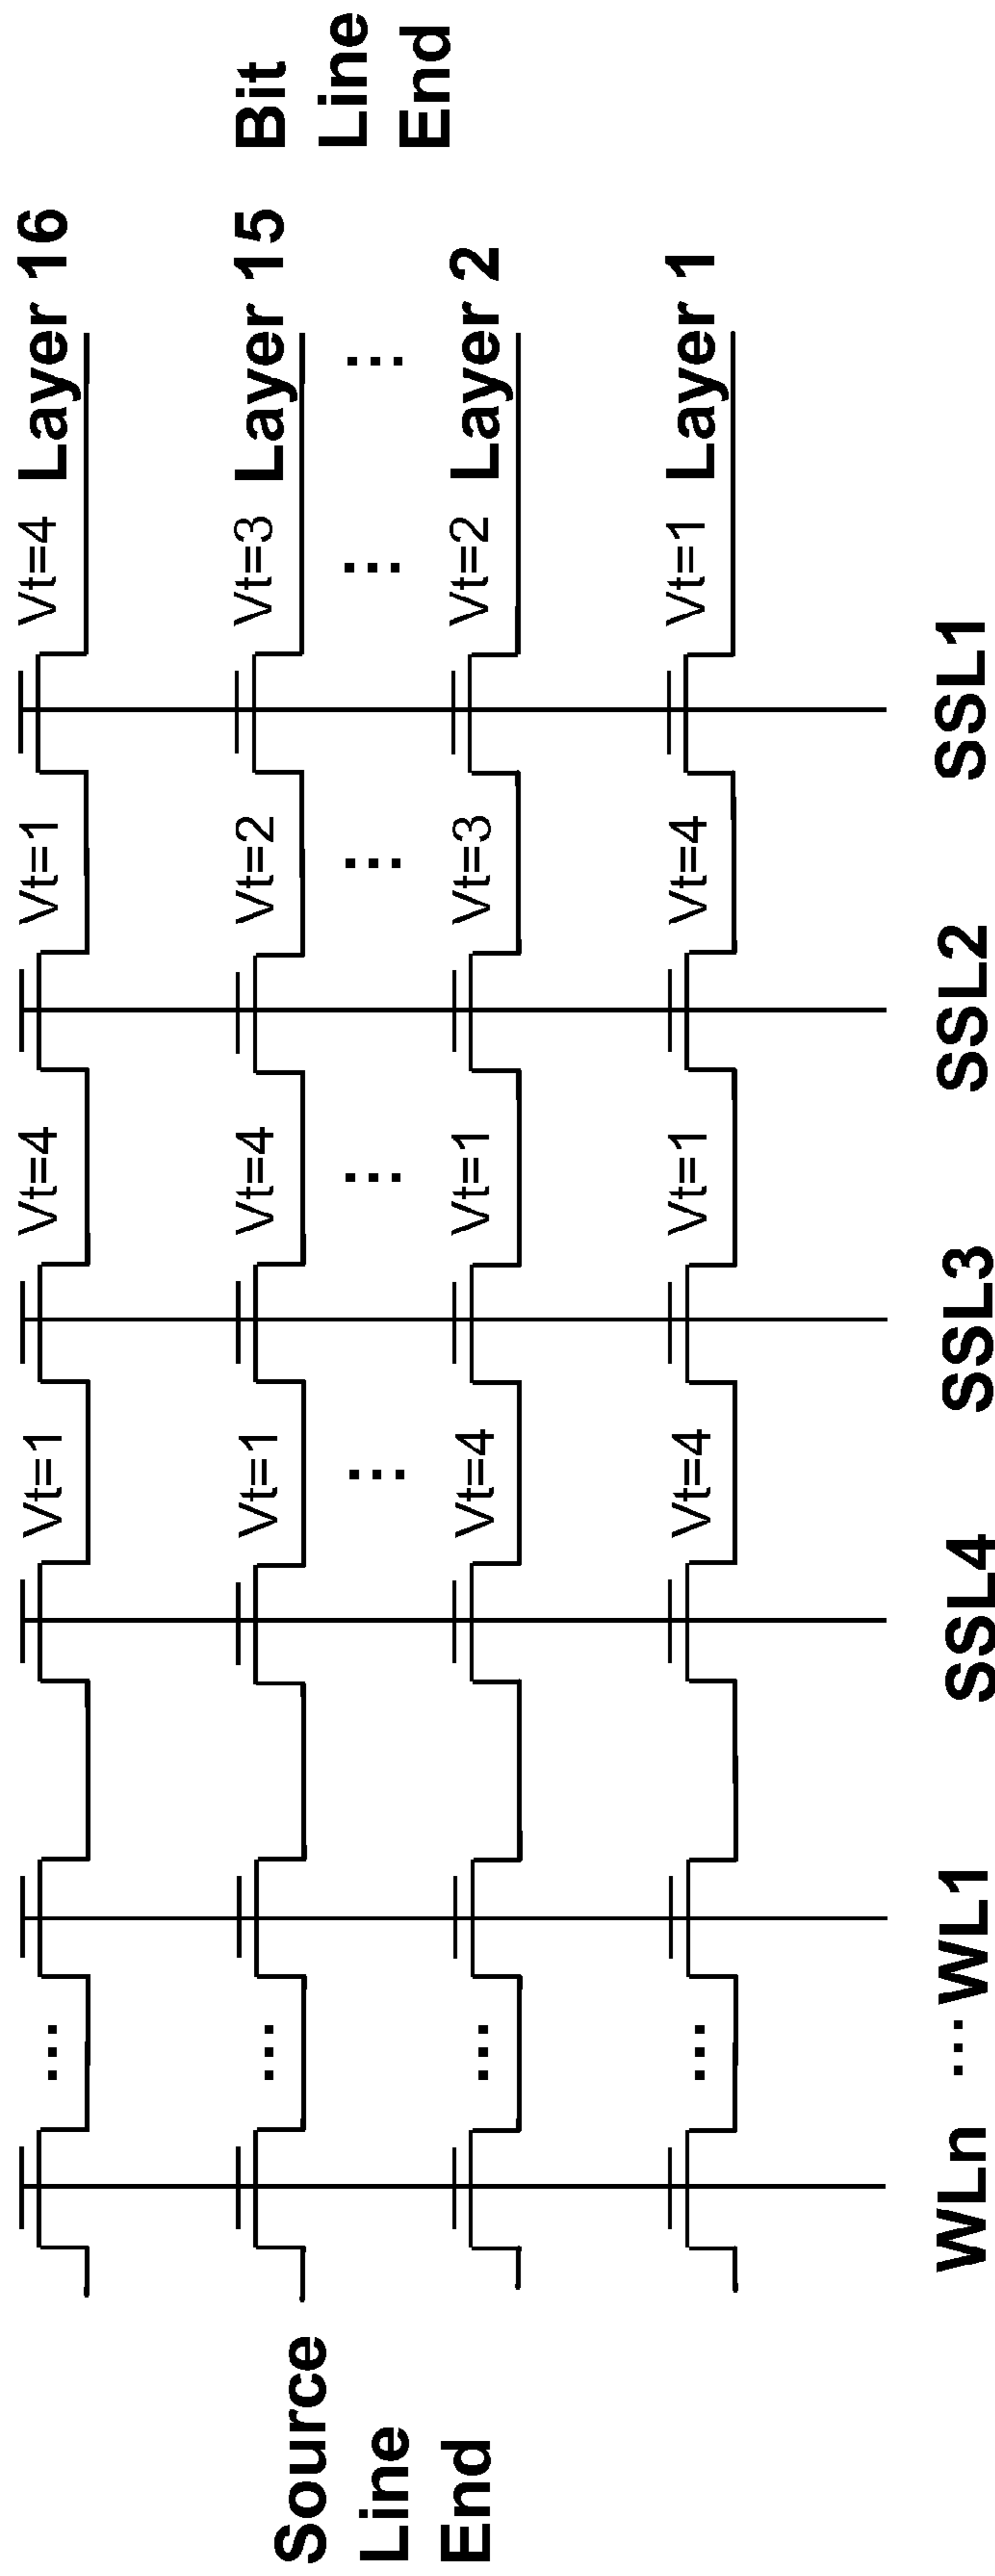 Vt=1 Vt=4 Vt=1 Vt=4 Layer 16
Vt=1 Vt=4 Vt=2 Vt=3 Layer 15
⋮ ⋮ ⋮ ⋮ ⋮
Vt=4 Vt=1 Vt=3 Vt=2 Layer 2
Vt=4 Vt=1 Vt=4 Vt=1 Layer 1
... 
...
...
...
Source
Line
End
Bit
Line
End
WLn ... WL1 SSL4 SSL3 SSL2 SSL1